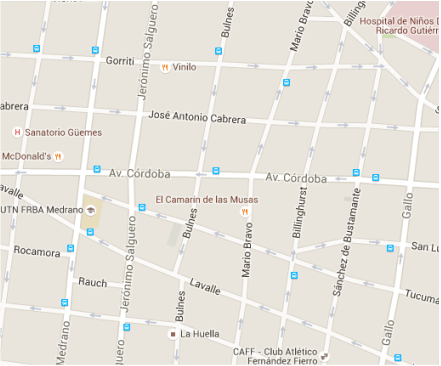 Hospital de Niños D
Ricardo Gutiérr
Bulnes
Mario Bravo
Billing
Jerónimo Salguero
Gorriti
Vinilo
abrera
José Antonio Cabrera
Sanatorio Güemes
McDonald's
Av. Córdoba
Av. Córdoba
avalle
El Camarín de las Musas
UTN FRBA Medrano
Bulnes
Billinghurst
Sánchez de Bustamante
Gallo
Jerónimo Salguero
Mario Bravo
San Lu
Rocamora
Rauch
Lavalle
Tucuma
Bulnes
Medrano
Salguero
La Huella
Gallo
CAFF - Club Atlético
Fernández Fierro